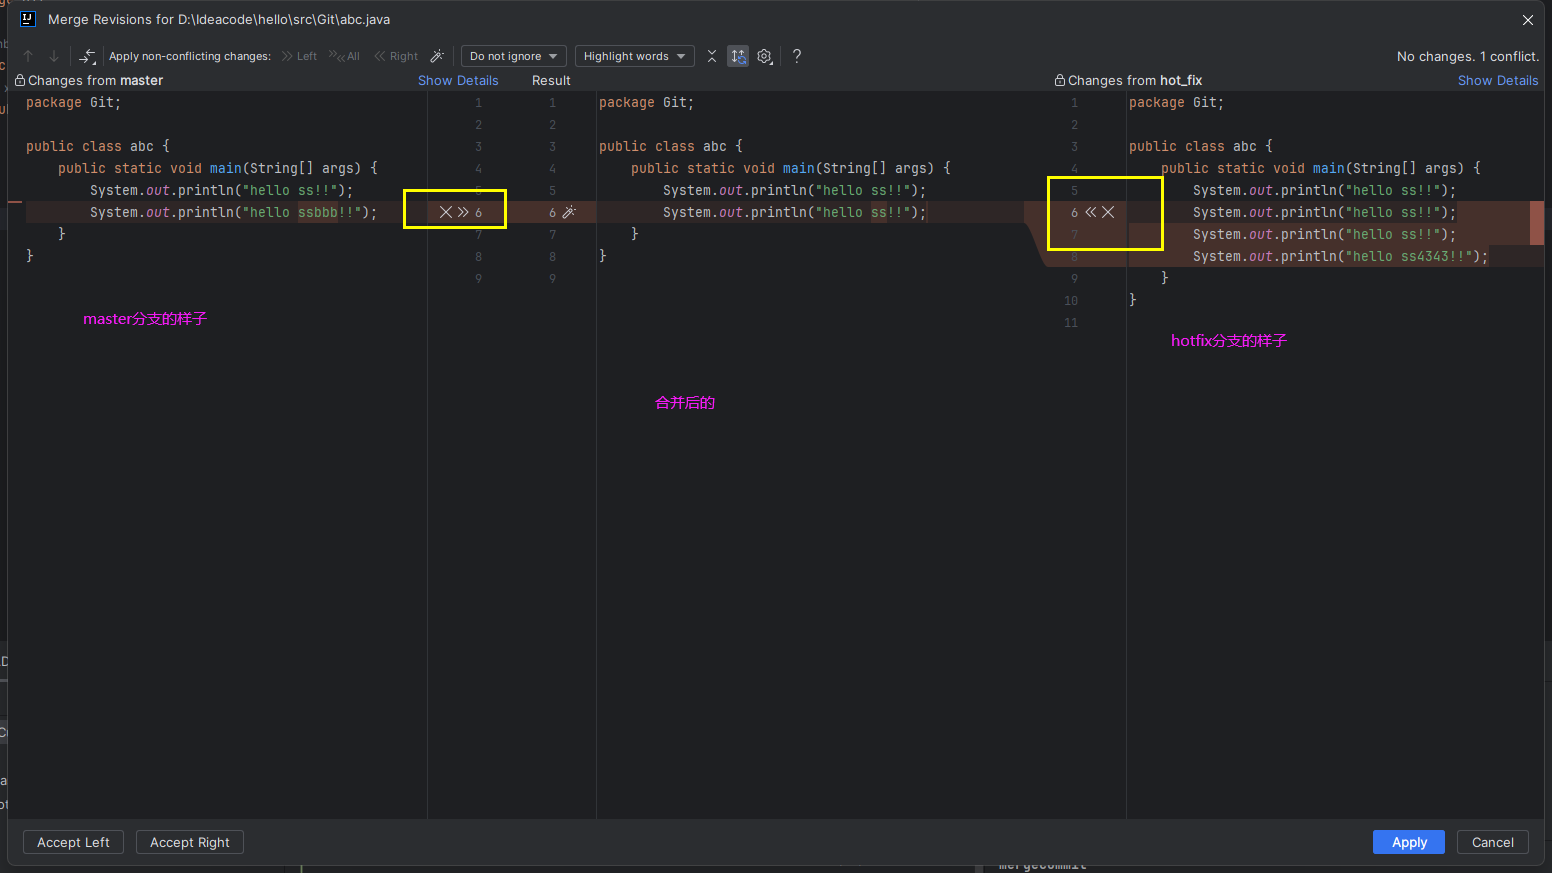 Merge Revisions for D:\Ideacode\hello\src\Git\abc.java
Apply non-conflicting changes: Left All Right Do not ignore Highlight words ? No changes. 1 conflict.
Changes from master Show Details Result Changes from hot_fix Show Details
package Git; 1 1 package Git; 1 package Git;
2 2 2
public class abc { 3 3 public class abc { 3 public class abc {
public static void main(String[] args) { 4 4 public static void main(String[] args) { 4 public static void main(String[] args) {
System.out.println("hello ss!!"); 5 5 System.out.println("hello ss!!"); 5 System.out.println("hello ss!!");
System.out.println("hello ssbbb!!"); 6 6 System.out.println("hello ss!!"); 6 System.out.println("hello ss!!");
} 7 7 } 7 System.out.println("hello ss!!");
} 8 8 } 8 System.out.println("hello ss4343!!");
9 9 9 }
10 }
11
master分支的样子
hotfix分支的样子
合并后的
Accept Left Accept Right Apply Cancel